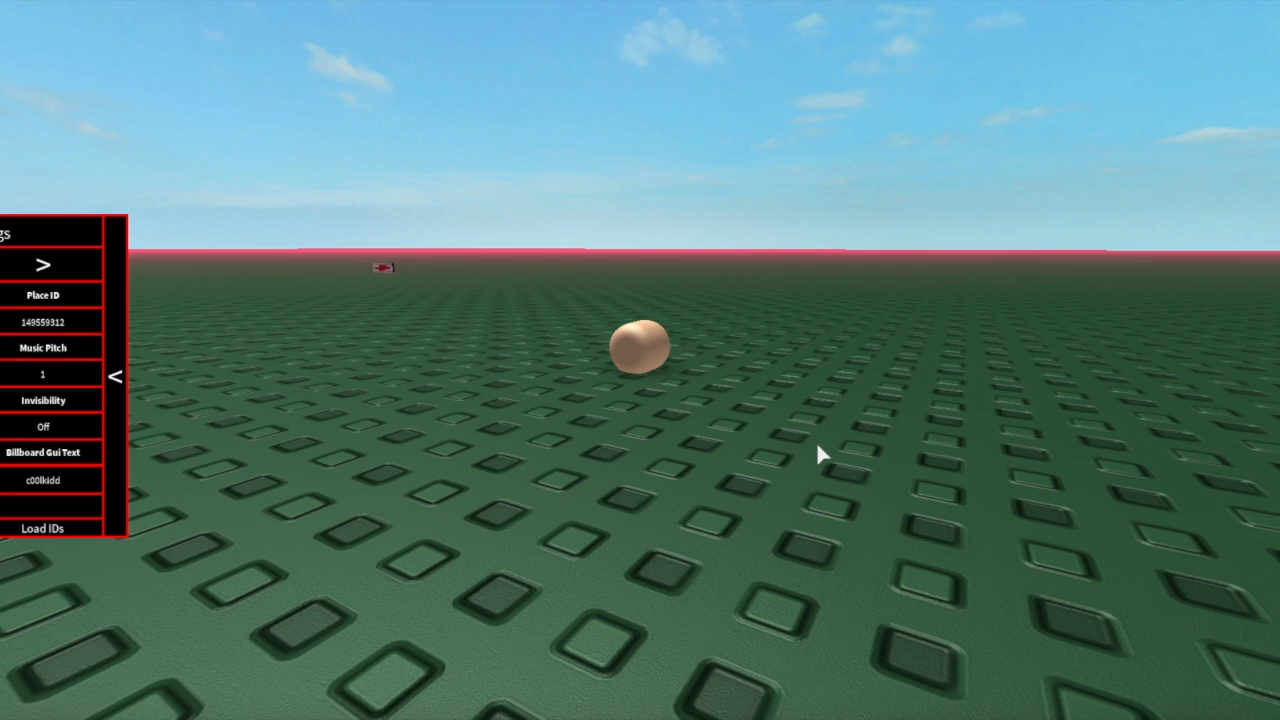 gs
>
Place ID
149559312
Music Pitch
1
<
Invisibility
Off
Billboard Gui Text
c00lkidd
Load IDs